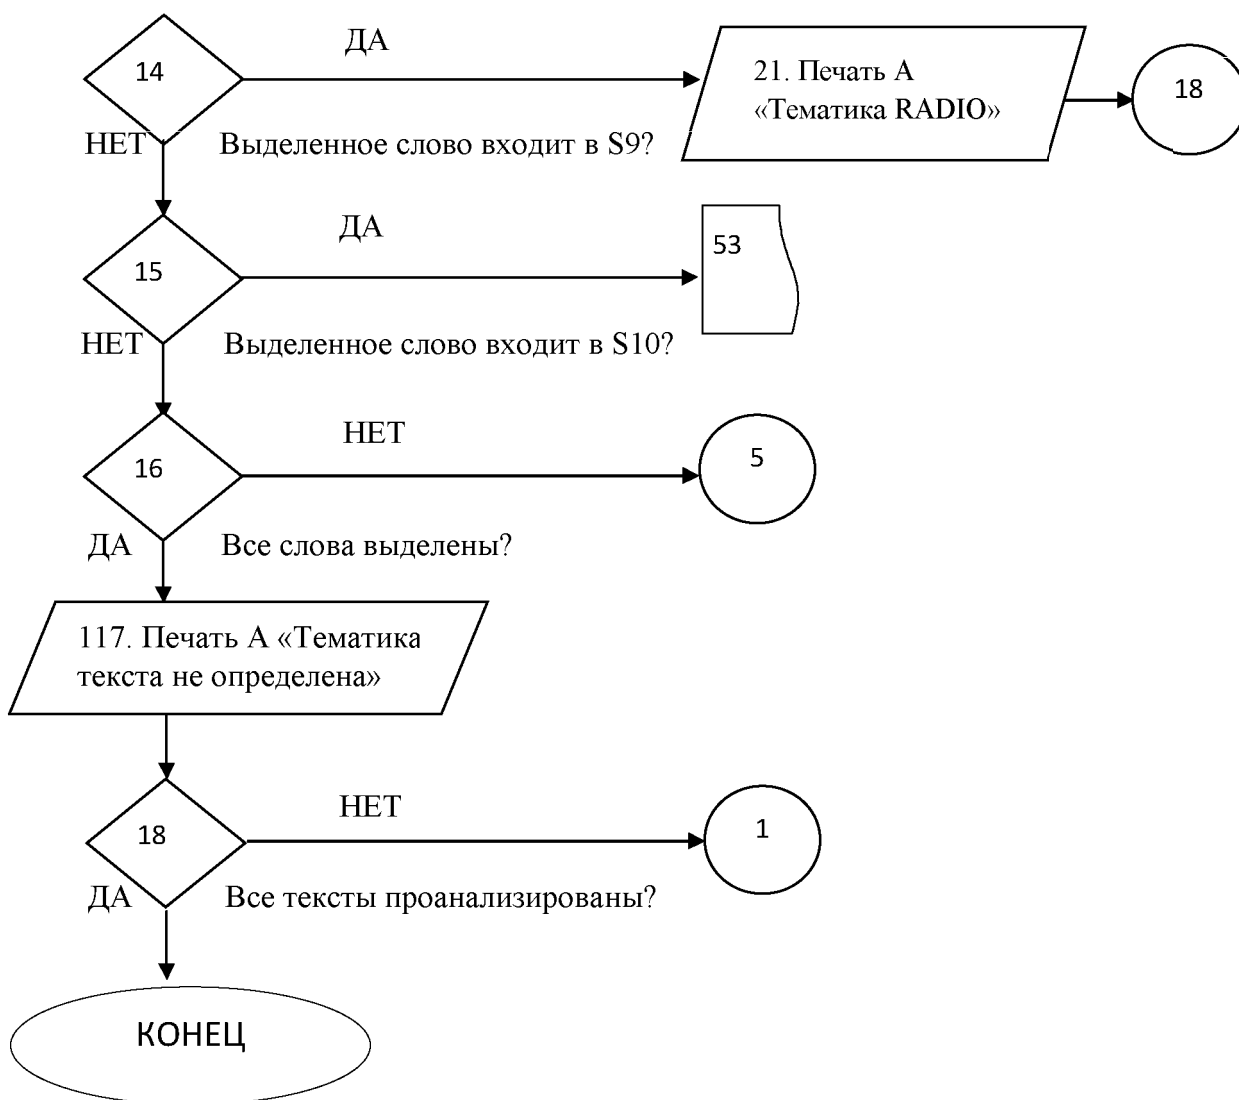 ДА
14
21. Печать А
«Тематика RADIO»
18
НЕТ
Выделенное слово входит в S9?
ДА
15
53
НЕТ
Выделенное слово входит в S10?
НЕТ
16
5
ДА
Все слова выделены?
117. Печать А «Тематика
текста не определена»
НЕТ
18
1
ДА
Все тексты проанализированы?
КОНЕЦ